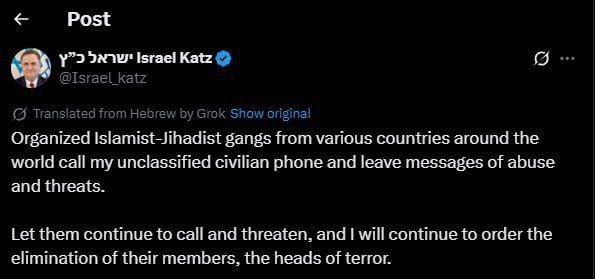 Post
ישראל כ”ץ Israel Katz
@Israel_katz
Translated from Hebrew by Grok Show original
Organized Islamist-Jihadist gangs from various countries around the
world call my unclassified civilian phone and leave messages of abuse
and threats.
Let them continue to call and threaten, and I will continue to order the
elimination of their members, the heads of terror.